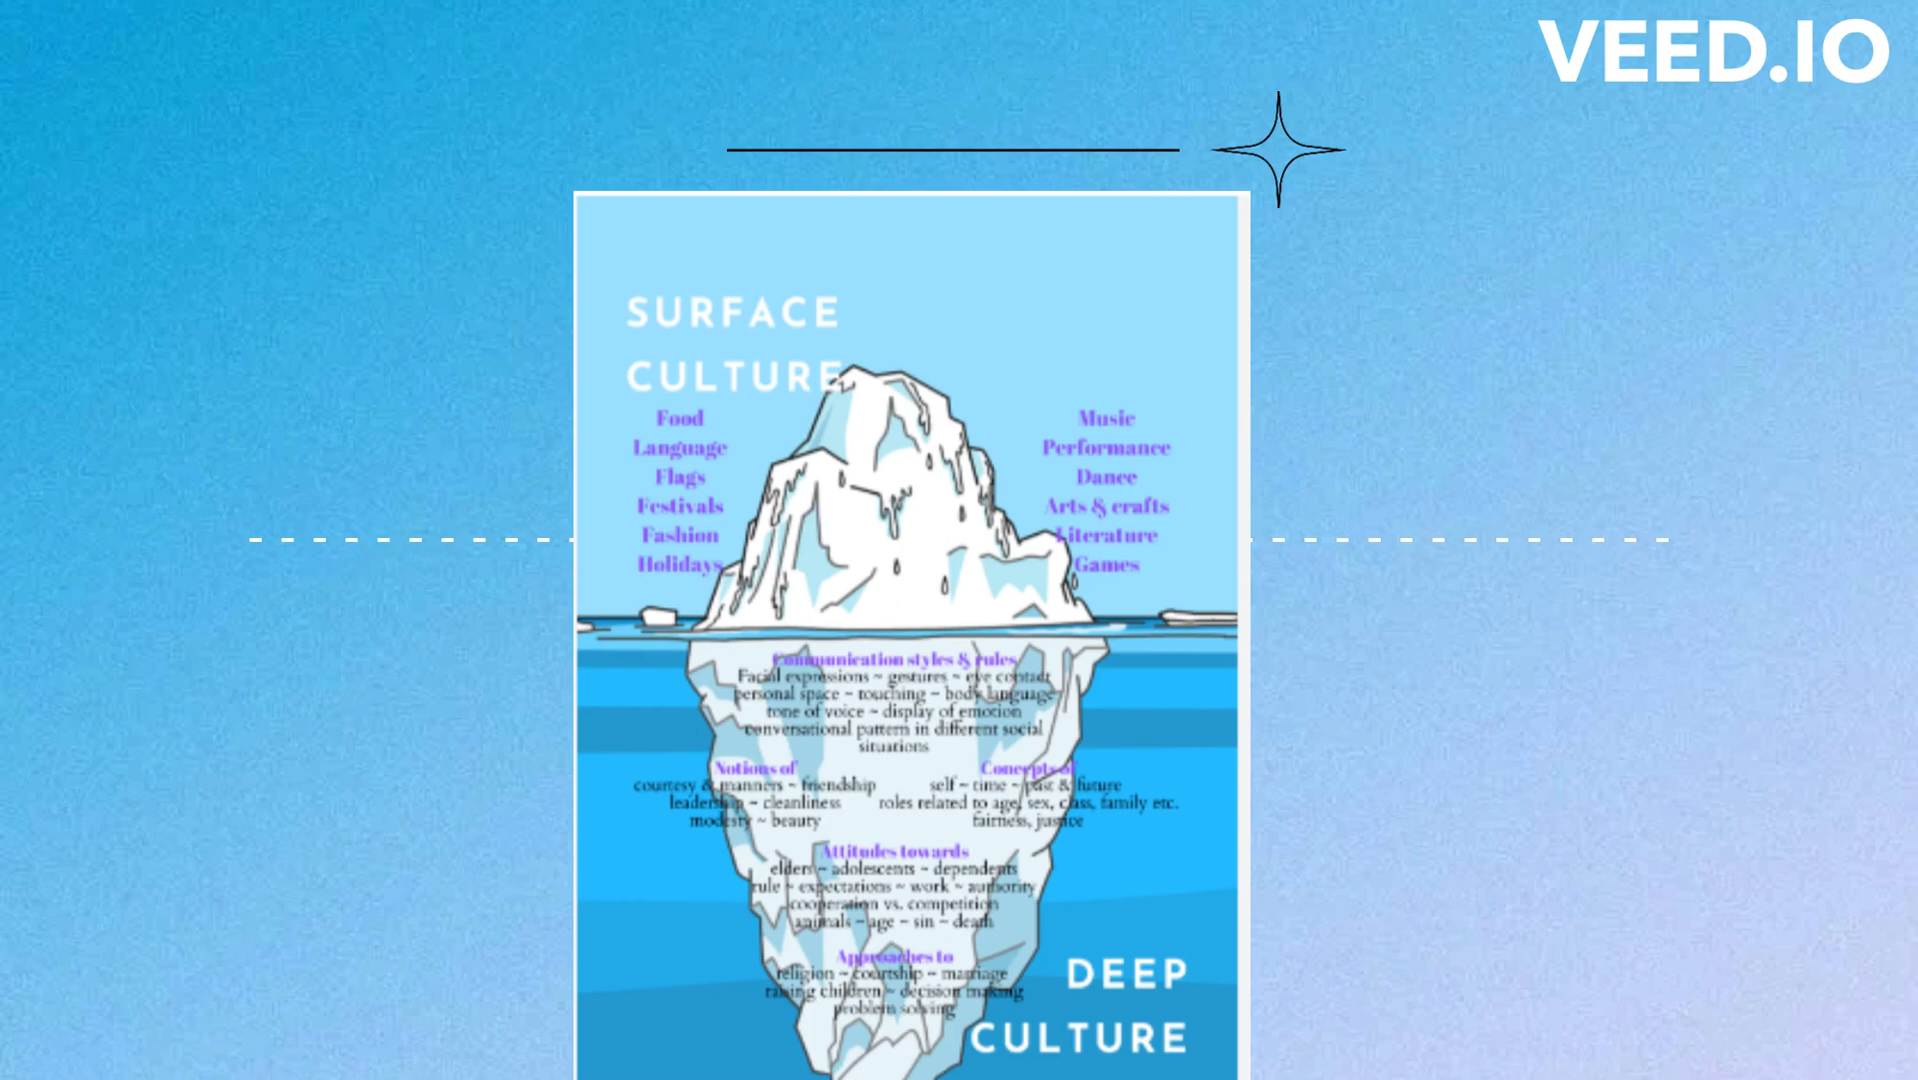 VEED.IO
SURFACE
CULTURE
Food
Language
Flags
Festivals
Fashion
Holidays
Music
Performance
Dance
Arts & crafts
Literature
Games
Communication styles & rules
Facial expressions ~ gestures ~ eye contact
personal space ~ touching ~ body language
tone of voice ~ display of emotion
conversational pattern in different social
situations
Notions of
courtesy & manners ~ friendship
leadership ~ cleanliness
modesty ~ beauty
Concepts of
self ~ time ~ past & future
roles related to age, sex, class, family etc.
fairness, justice
Attitudes towards
elders ~ adolescents ~ dependents
rule ~ expectations ~ work ~ authority
cooperation vs. competition
animals ~ age ~ sin ~ death
Approaches to
religion ~ courtship ~ marriage
raising children ~ decision making
problem solving
DEEP
CULTURE